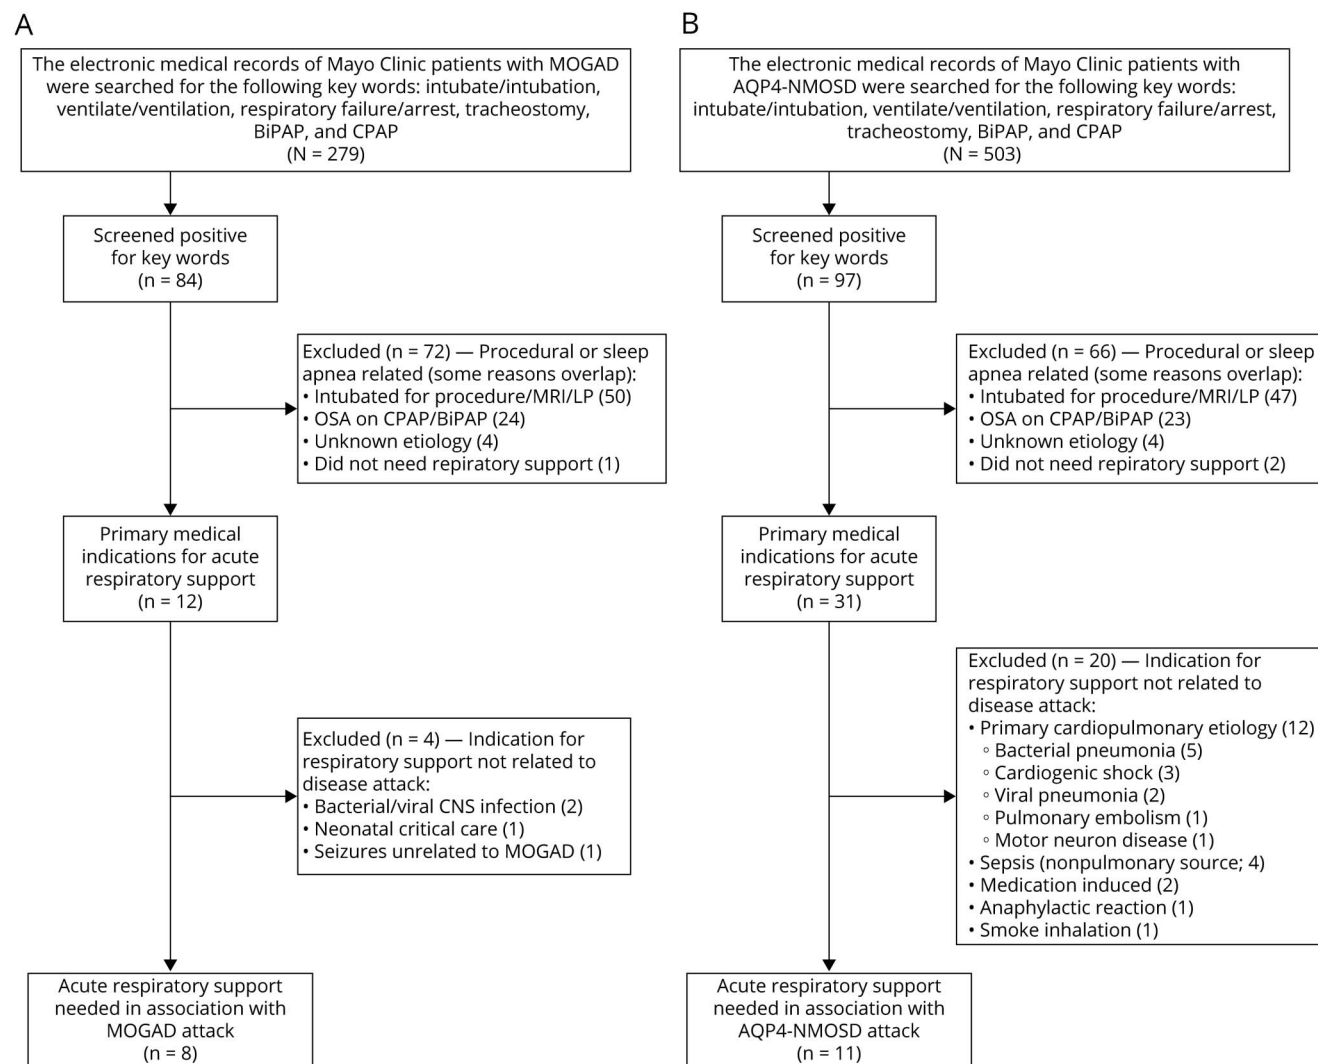 A
The electronic medical records of Mayo Clinic patients with MOGAD
were searched for the following key words: intubate/intubation,
ventilate/ventilation, respiratory failure/arrest, tracheostomy,
BiPAP, and CPAP
(N = 279)
Screened positive
for key words
(n = 84)
Excluded (n = 72) — Procedural or sleep
apnea related (some reasons overlap):
• Intubated for procedure/MRI/LP (50)
• OSA on CPAP/BiPAP (24)
• Unknown etiology (4)
• Did not need repiratory support (1)
Primary medical
indications for acute
respiratory support
(n = 12)
Excluded (n = 4) — Indication for
respiratory support not related to
disease attack:
• Bacterial/viral CNS infection (2)
• Neonatal critical care (1)
• Seizures unrelated to MOGAD (1)
Acute respiratory support
needed in association with
MOGAD attack
(n = 8)
B
The electronic medical records of Mayo Clinic patients with
AQP4-NMOSD were searched for the following key words:
intubate/intubation, ventilate/ventilation, respiratory failure/arrest,
tracheostomy, BiPAP, and CPAP
(N = 503)
Screened positive
for key words
(n = 97)
Excluded (n = 66) — Procedural or sleep
apnea related (some reasons overlap):
• Intubated for procedure/MRI/LP (47)
• OSA on CPAP/BiPAP (23)
• Unknown etiology (4)
• Did not need repiratory support (2)
Primary medical
indications for acute
respiratory support
(n = 31)
Excluded (n = 20) — Indication for
respiratory support not related to
disease attack:
• Primary cardiopulmonary etiology (12)
◦ Bacterial pneumonia (5)
◦ Cardiogenic shock (3)
◦ Viral pneumonia (2)
◦ Pulmonary embolism (1)
◦ Motor neuron disease (1)
• Sepsis (nonpulmonary source; 4)
• Medication induced (2)
• Anaphylactic reaction (1)
• Smoke inhalation (1)
Acute respiratory support
needed in association with
AQP4-NMOSD attack
(n = 11)